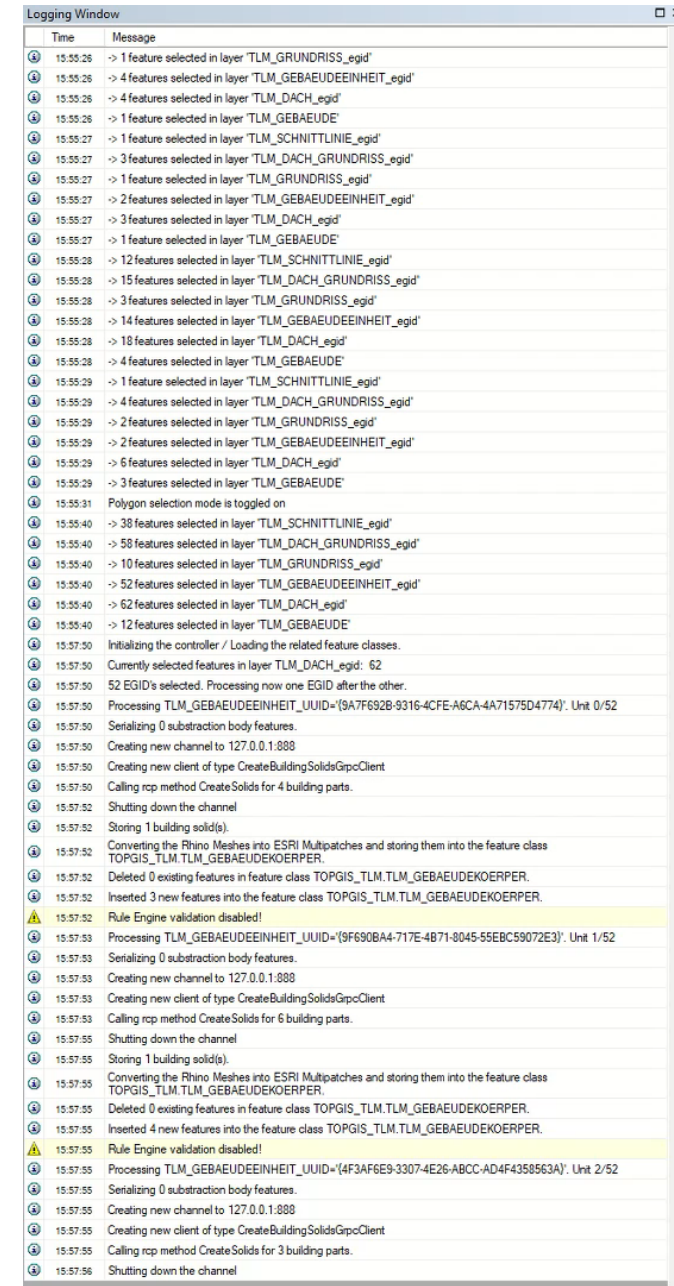 Logging Window
Time Message
15:55:26 -> 1 feature selected in layer 'TLM_GRUNDRISS_egid'
15:55:26 -> 4 features selected in layer 'TLM_GEBAEUDEEINHEIT_egid'
15:55:26 -> 4 features selected in layer 'TLM_DACH_egid'
15:55:26 -> 1 feature selected in layer 'TLM_GEBAEUDE'
15:55:27 -> 1 feature selected in layer 'TLM_SCHNITTLINIE_egid'
15:55:27 -> 3 features selected in layer 'TLM_DACH_GRUNDRISS_egid'
15:55:27 -> 1 feature selected in layer 'TLM_GRUNDRISS_egid'
15:55:27 -> 2 features selected in layer 'TLM_GEBAEUDEEINHEIT_egid'
15:55:27 -> 3 features selected in layer 'TLM_DACH_egid'
15:55:27 -> 1 feature selected in layer 'TLM_GEBAEUDE'
15:55:28 -> 12 features selected in layer 'TLM_SCHNITTLINIE_egid'
15:55:28 -> 15 features selected in layer 'TLM_DACH_GRUNDRISS_egid'
15:55:28 -> 3 features selected in layer 'TLM_GRUNDRISS_egid'
15:55:28 -> 14 features selected in layer 'TLM_GEBAEUDEEINHEIT_egid'
15:55:28 -> 18 features selected in layer 'TLM_DACH_egid'
15:55:28 -> 4 features selected in layer 'TLM_GEBAEUDE'
15:55:29 -> 1 feature selected in layer 'TLM_SCHNITTLINIE_egid'
15:55:29 -> 4 features selected in layer 'TLM_DACH_GRUNDRISS_egid'
15:55:29 -> 2 features selected in layer 'TLM_GRUNDRISS_egid'
15:55:29 -> 2 features selected in layer 'TLM_GEBAEUDEEINHEIT_egid'
15:55:29 -> 6 features selected in layer 'TLM_DACH_egid'
15:55:29 -> 3 features selected in layer 'TLM_GEBAEUDE'
15:55:31 Polygon selection mode is toggled on
15:55:40 -> 38 features selected in layer 'TLM_SCHNITTLINIE_egid'
15:55:40 -> 58 features selected in layer 'TLM_DACH_GRUNDRISS_egid'
15:55:40 -> 10 features selected in layer 'TLM_GRUNDRISS_egid'
15:55:40 -> 52 features selected in layer 'TLM_GEBAEUDEEINHEIT_egid'
15:55:40 -> 62 features selected in layer 'TLM_DACH_egid'
15:55:40 -> 12 features selected in layer 'TLM_GEBAEUDE'
15:57:50 Initializing the controller / Loading the related feature classes.
15:57:50 Currently selected features in layer TLM_DACH_egid: 62
15:57:50 52 EGID's selected. Processing now one EGID after the other.
15:57:50 Processing TLM_GEBAEUDEEINHEIT_UUID='{9A7F692B-9316-4CFE-A6CA-4A71575D4774}'. Unit 0/52
15:57:50 Serializing 0 substraction body features.
15:57:50 Creating new channel to 127.0.0.1:888
15:57:50 Creating new client of type CreateBuildingSolidsGrpcClient
15:57:50 Calling rcp method CreateSolids for 4 building parts.
15:57:52 Shutting down the channel
15:57:52 Storing 1 building solid(s).
15:57:52 Converting the Rhino Meshes into ESRI Multipatches and storing them into the feature class
TOPGIS_TLM.TLM_GEBAEUDEKOERPER.
15:57:52 Deleted 0 existing features in feature class TOPGIS_TLM.TLM_GEBAEUDEKOERPER.
15:57:52 Inserted 3 new features into the feature class TOPGIS_TLM.TLM_GEBAEUDEKOERPER.
15:57:52 Rule Engine validation disabled!
15:57:53 Processing TLM_GEBAEUDEEINHEIT_UUID='{9F690BA4-717E-4B71-8045-55EBC59072E3}'. Unit 1/52
15:57:53 Serializing 0 substraction body features.
15:57:53 Creating new channel to 127.0.0.1:888
15:57:53 Creating new client of type CreateBuildingSolidsGrpcClient
15:57:53 Calling rcp method CreateSolids for 6 building parts.
15:57:55 Shutting down the channel
15:57:55 Storing 1 building solid(s).
15:57:55 Converting the Rhino Meshes into ESRI Multipatches and storing them into the feature class
TOPGIS_TLM.TLM_GEBAEUDEKOERPER.
15:57:55 Deleted 0 existing features in feature class TOPGIS_TLM.TLM_GEBAEUDEKOERPER.
15:57:55 Inserted 4 new features into the feature class TOPGIS_TLM.TLM_GEBAEUDEKOERPER.
15:57:55 Rule Engine validation disabled!
15:57:55 Processing TLM_GEBAEUDEEINHEIT_UUID='{4F3AF6E9-3307-4E26-ABCC-AD4F4358563A}'. Unit 2/52
15:57:55 Serializing 0 substraction body features.
15:57:55 Creating new channel to 127.0.0.1:888
15:57:55 Creating new client of type CreateBuildingSolidsGrpcClient
15:57:55 Calling rcp method CreateSolids for 3 building parts.
15:57:56 Shutting down the channel